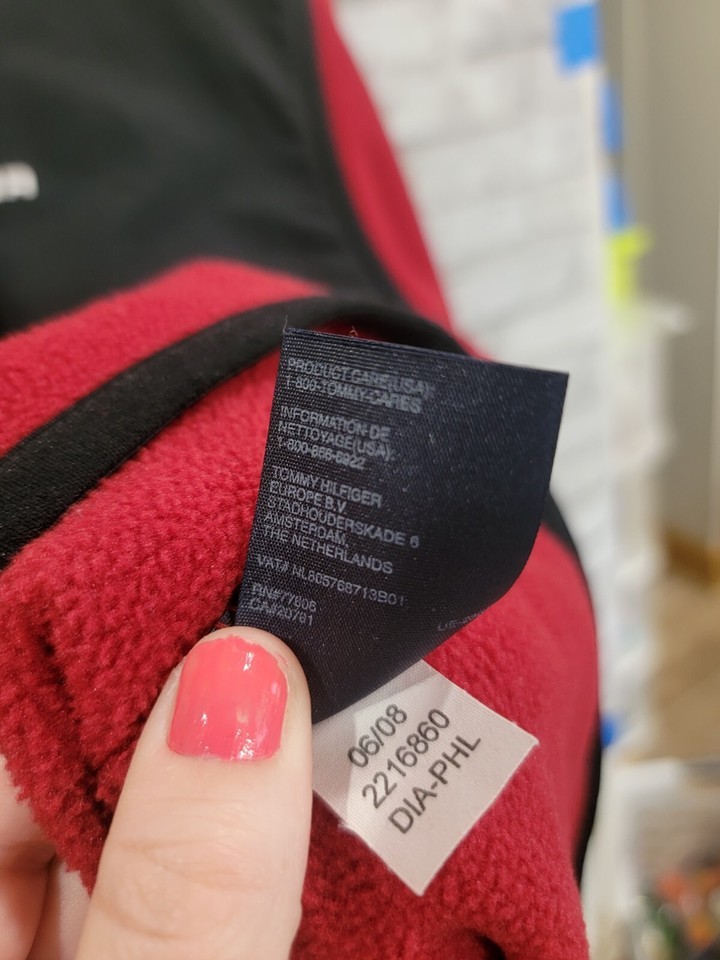 PRODUCT CARE(USA):
1-800-TOMMY-CARES
INFORMATION DE
NETTOYAGE(USA):
1-800-866-6922
TOMMY HILFIGER
EUROPE B.V.
STADHOUDERSKADE 6
AMSTERDAM,
THE NETHERLANDS
VAT# NL805768713B01
RN#77806
CA#20761
06/08
2216860
DIA-PHL